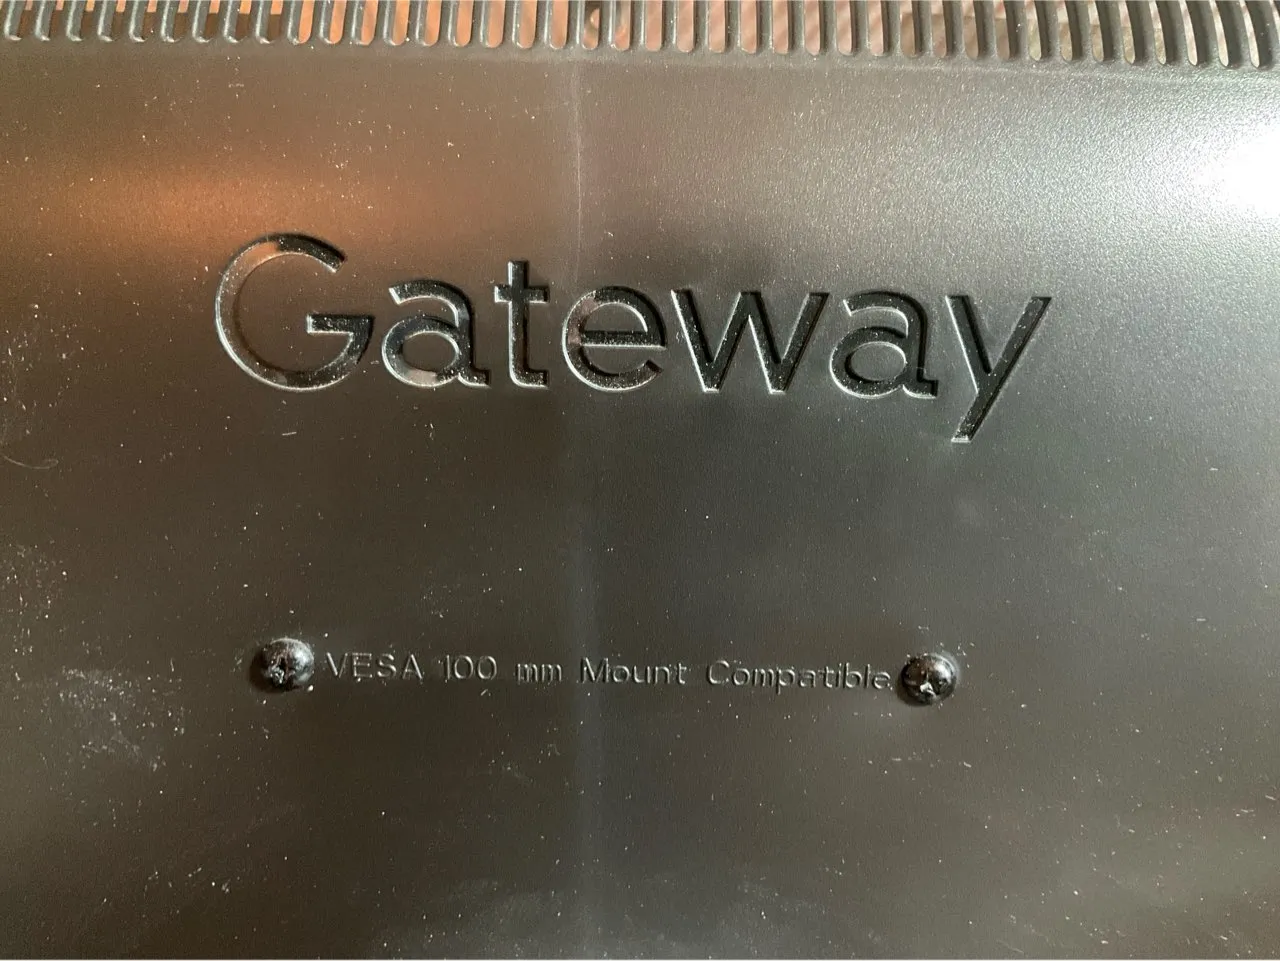 Gateway
VESA 100 mm Mount Compatible